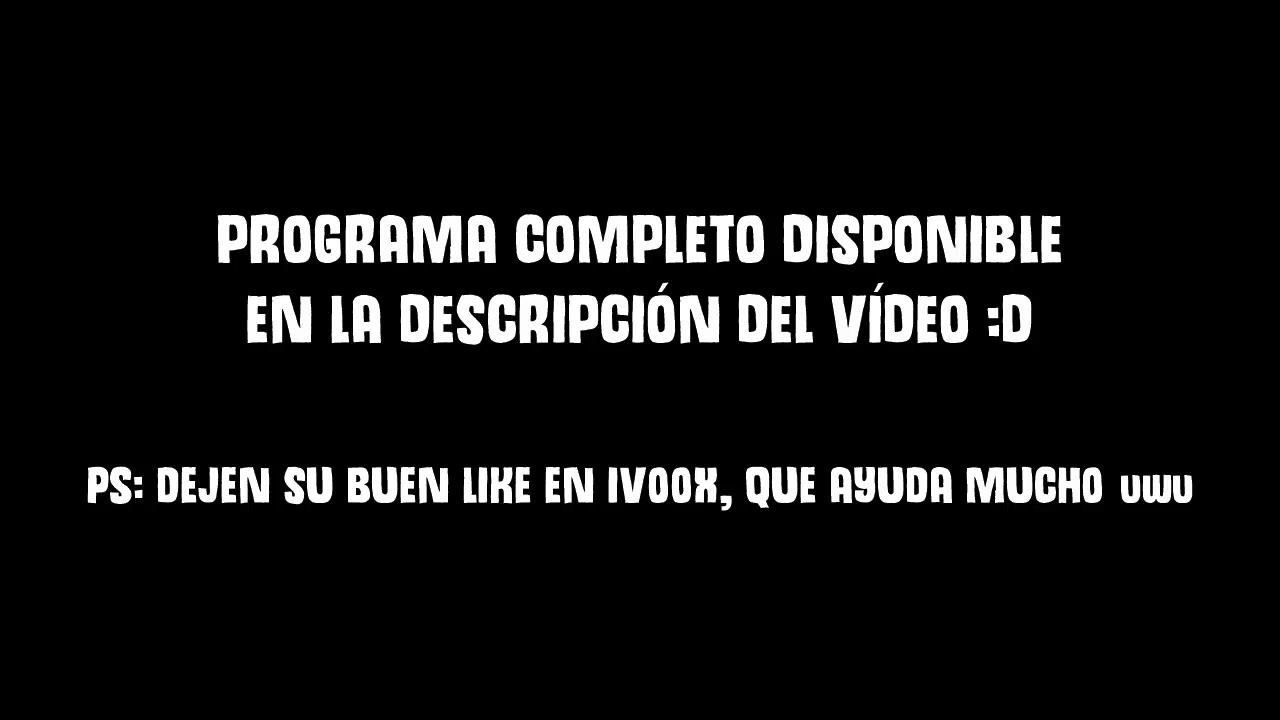 PROGRAMA COMPLETO DISPONIBLE
EN LA DESCRIPCIÓN DEL VÍDEO :D
PS: DEJEN SU BUEN LIKE EN IVOOX, QUE AYUDA MUCHO UWU